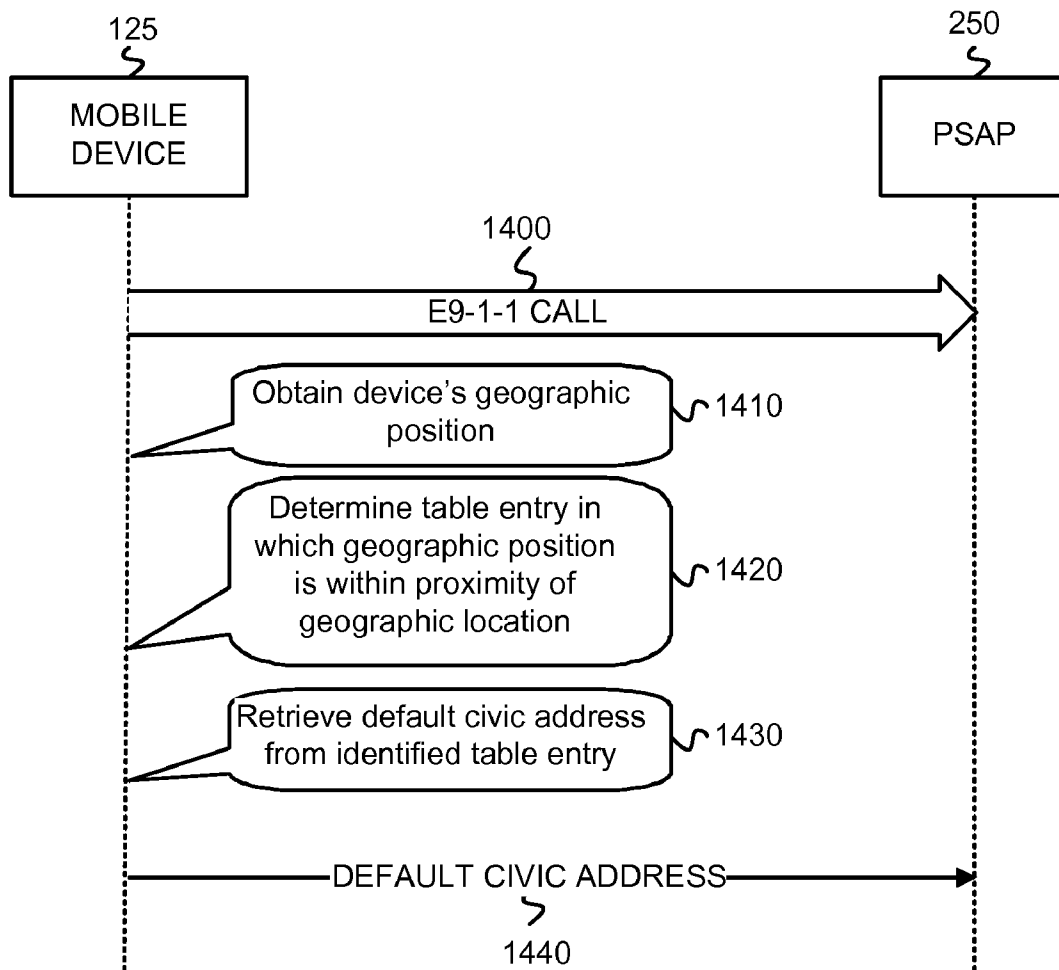 125
250
MOBILE
DEVICE
PSAP
1400
E9-1-1 CALL
Obtain device's geographic
position
1410
Determine table entry in
which geographic position
is within proximity of
geographic location
1420
Retrieve default civic address
from identified table entry
1430
DEFAULT CIVIC ADDRESS
1440